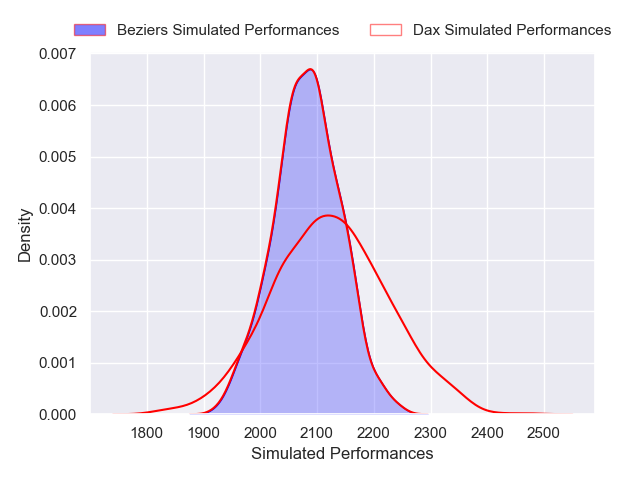 Beziers Simulated Performances Dax Simulated Performances
0.007
0.006
0.005
0.004
0.003
0.002
0.001
0.000
Density
1800 1900 2000 2100 2200 2300 2400 2500
Simulated Performances